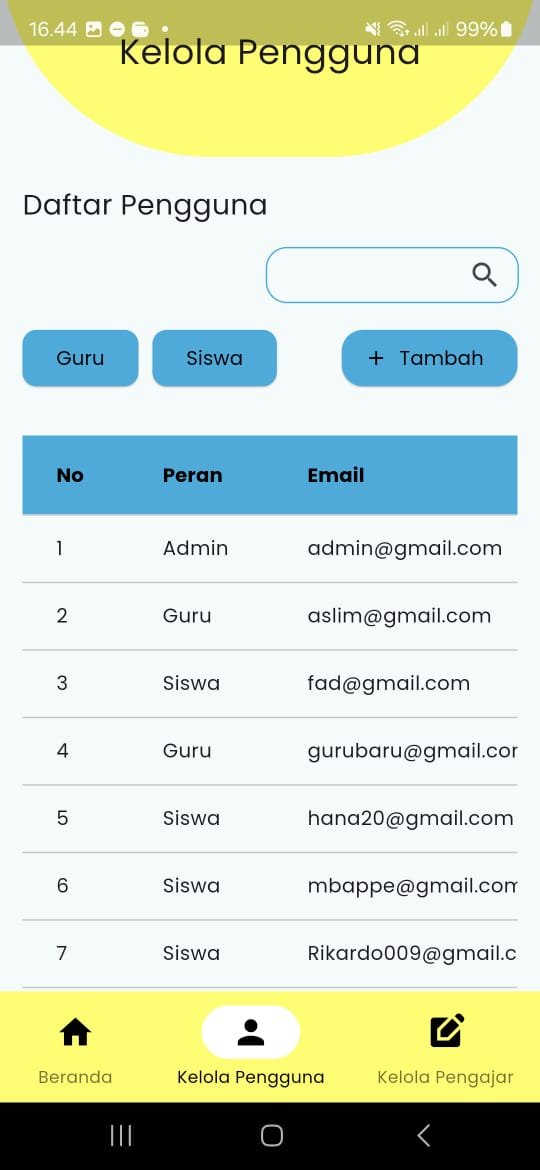 16.44 99%
Kelola Pengguna
Daftar Pengguna
Guru Siswa + Tambah
No Peran Email
1 Admin admin@gmail.com
2 Guru aslim@gmail.com
3 Siswa fad@gmail.com
4 Guru gurubaru@gmail.cor
5 Siswa hana20@gmail.com
6 Siswa mbappe@gmail.com
7 Siswa Rikardo009@gmail.c
Beranda Kelola Pengguna Kelola Pengajar